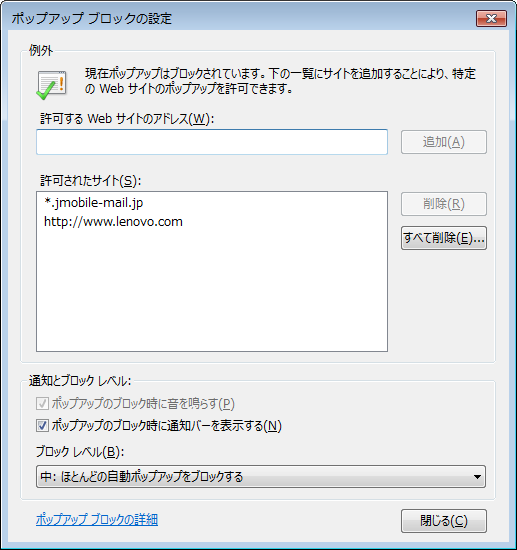 ポップアップ ブロックの設定
例外
現在ポップアップはブロックされています。下の一覧にサイトを追加することにより、特定
の Web サイトのポップアップを許可できます。
許可する Web サイトのアドレス(W):
追加(A)
許可されたサイト(S):
*.jmobile-mail.jp
http://www.lenovo.com
削除(R)
すべて削除(E)...
通知とブロック レベル:
ポップアップのブロック時に音を鳴らす(P)
ポップアップのブロック時に通知バーを表示する(N)
ブロック レベル(B):
中: ほとんどの自動ポップアップをブロックする
ポップアップ ブロックの詳細
閉じる(C)